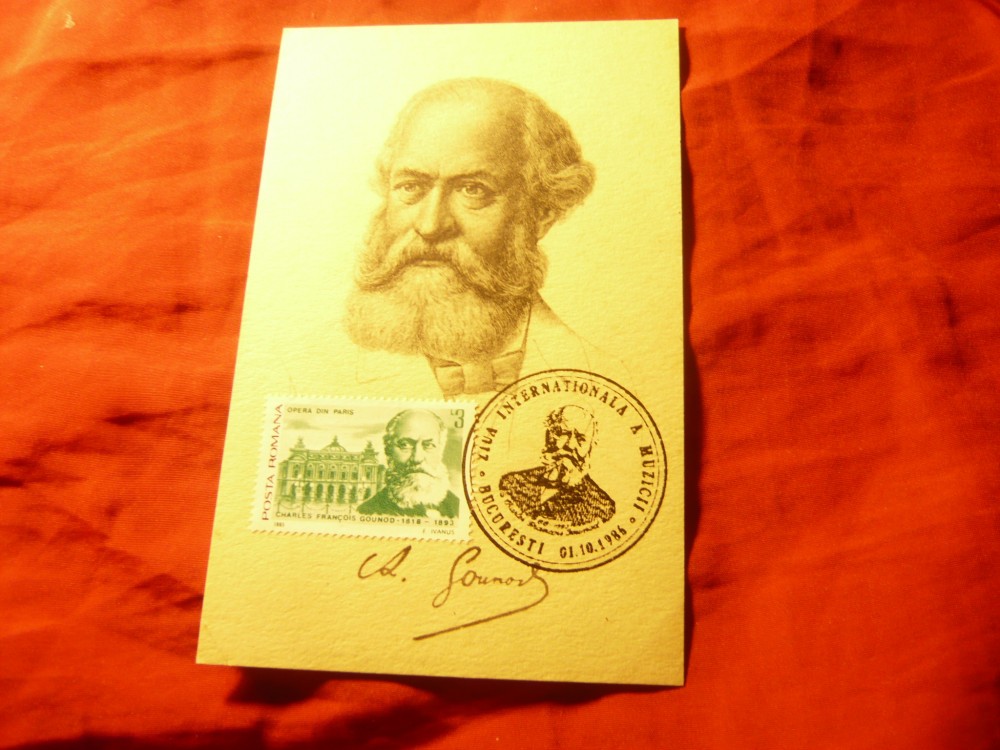 OPERA DIN PARIS
3
POSTA ROMANA
CHARLES FRANÇOIS GOUNOD · 1818 – 1893
ZIUA INTERNATIONALA A MUZICII
BUCURESTI 01.10.1986
Gounod